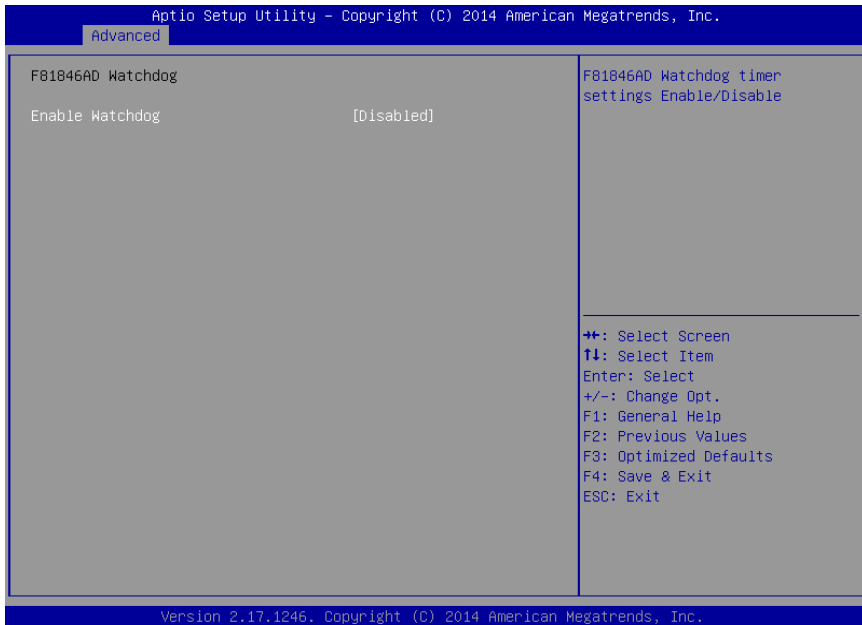 Aptio Setup Utility – Copyright (C) 2014 American Megatrends, Inc.
Advanced
F81846AD Watchdog
Enable Watchdog [Disabled]
F81846AD Watchdog timer
settings Enable/Disable
→←: Select Screen
↑↓: Select Item
Enter: Select
+/-: Change Opt.
F1: General Help
F2: Previous Values
F3: Optimized Defaults
F4: Save & Exit
ESC: Exit
Version 2.17.1246. Copyright (C) 2014 American Megatrends, Inc.